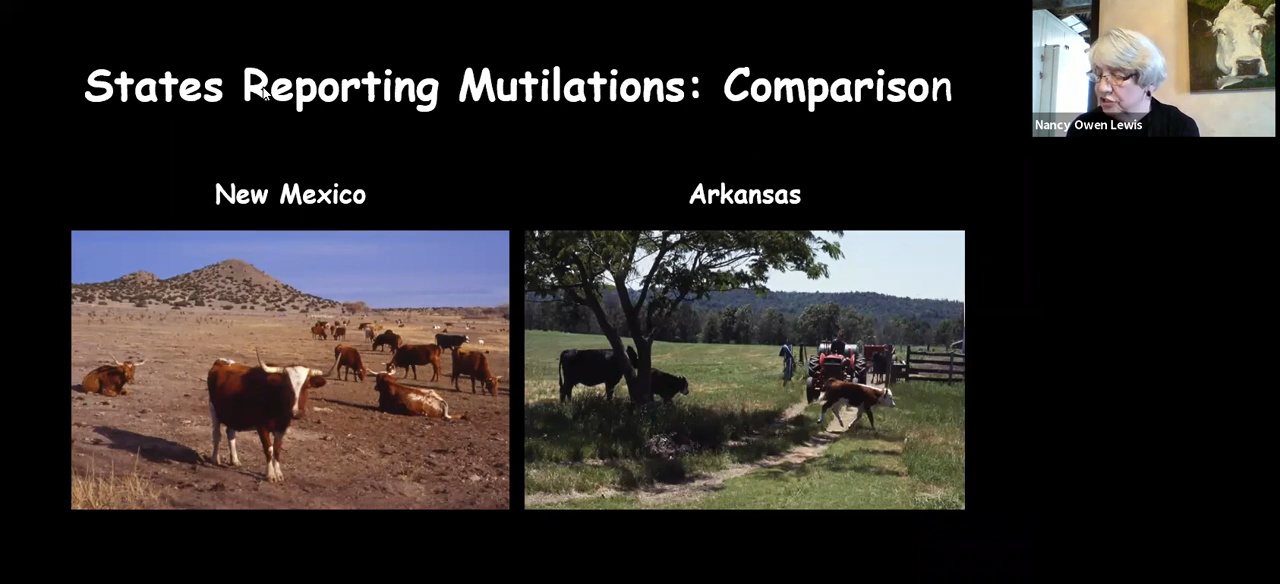 States Reporting Mutilations: Comparison
Nancy Owen Lewis
New Mexico
Arkansas